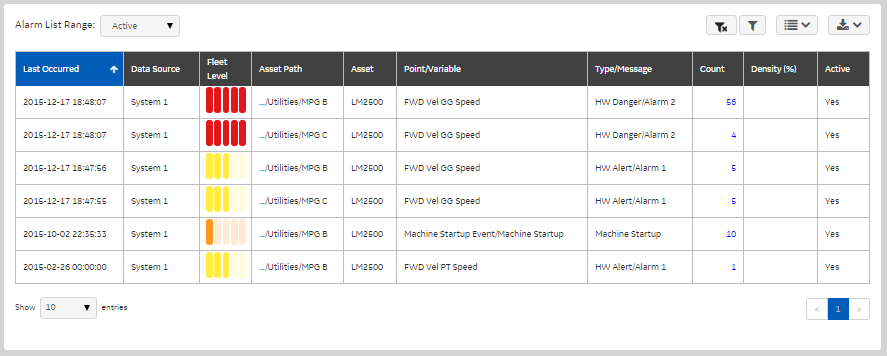 Alarm List Range: Active
Last Occurred Data Source Fleet Level Asset Path Asset Point/Variable Type/Message Count Density (%) Active
2015-12-17 18:48:07 System 1 .../Utilities/MPG B LM2500 FWD Vel GG Speed HW Danger/Alarm 2 56 Yes
2015-12-17 18:48:07 System 1 .../Utilities/MPG C LM2500 FWD Vel GG Speed HW Danger/Alarm 2 4 Yes
2015-12-17 18:47:56 System 1 .../Utilities/MPG B LM2500 FWD Vel GG Speed HW Alert/Alarm 1 5 Yes
2015-12-17 18:47:55 System 1 .../Utilities/MPG C LM2500 FWD Vel GG Speed HW Alert/Alarm 1 5 Yes
2015-10-02 22:35:33 System 1 .../Utilities/MPG B LM2500 Machine Startup Event/Machine Startup Machine Startup 10 Yes
2015-02-26 00:00:00 System 1 .../Utilities/MPG B LM2500 FWD Vel PT Speed HW Alert/Alarm 1 1 Yes
Show 10 entries < 1 >